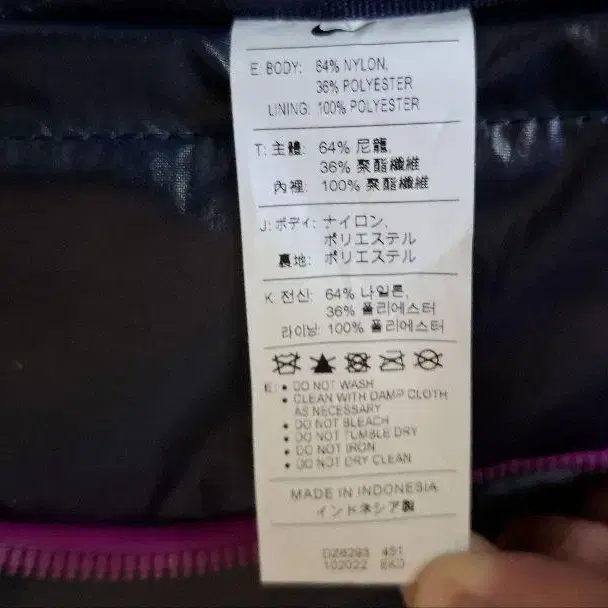 E: BODY: 64% NYLON,
36% POLYESTER
LINING: 100% POLYESTER
T: 主體: 64% 尼龍,
36% 聚酯纖維
內裡: 100% 聚酯纖維
J: ボディ: ナイロン,
ポリエステル
裏地: ポリエステル
K. 전신: 64% 나일론,
36% 폴리에스터
라이닝: 100% 폴리에스터
E: • DO NOT WASH
• CLEAN WITH DAMP CLOTH
AS NECESSARY
• DO NOT BLEACH
• DO NOT TUMBLE DRY
• DO NOT IRON
• DO NOT DRY CLEAN
MADE IN INDONESIA
インドネシア製
451
102022